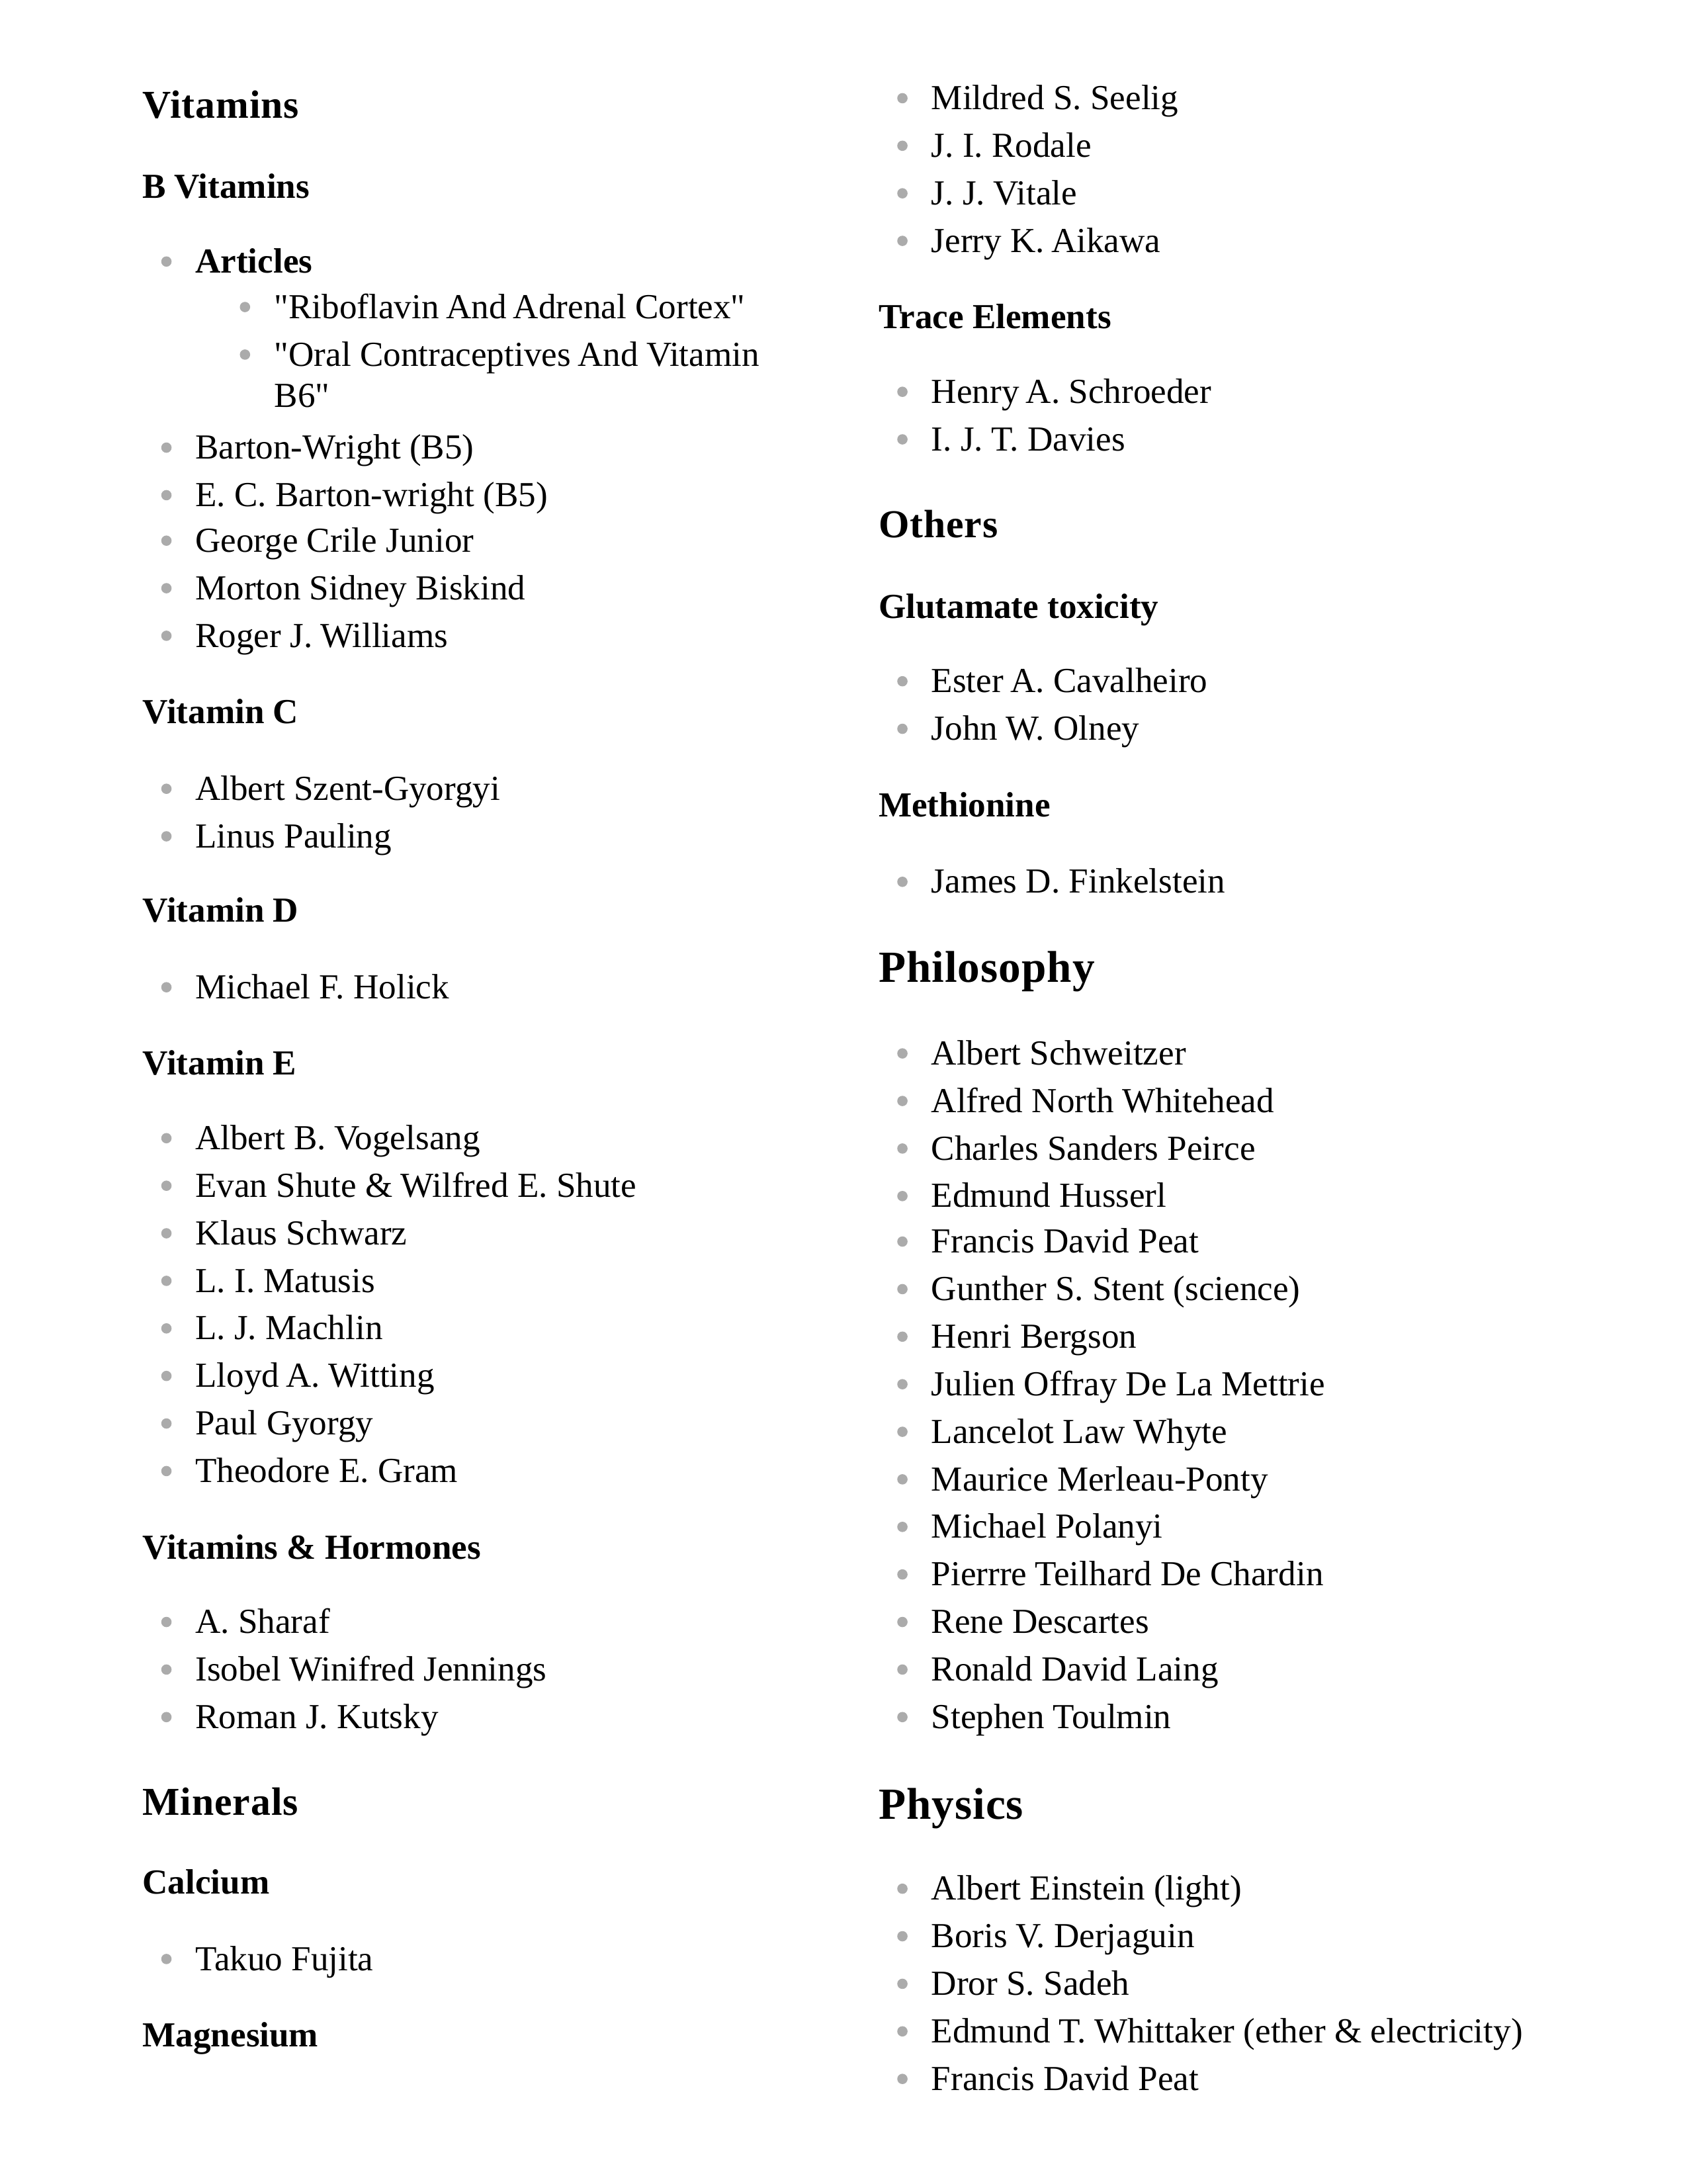 Vitamins
B Vitamins
Articles
"Riboflavin And Adrenal Cortex"
"Oral Contraceptives And Vitamin
B6"
Barton-Wright (B5)
E. C. Barton-wright (B5)
George Crile Junior
Morton Sidney Biskind
Roger J. Williams
Vitamin C
Albert Szent-Gyorgyi
Linus Pauling
Vitamin D
Michael F. Holick
Vitamin E
Albert B. Vogelsang
Evan Shute & Wilfred E. Shute
Klaus Schwarz
L. I. Matusis
L. J. Machlin
Lloyd A. Witting
Paul Gyorgy
Theodore E. Gram
Vitamins & Hormones
A. Sharaf
Isobel Winifred Jennings
Roman J. Kutsky
Minerals
Calcium
Takuo Fujita
Magnesium
Mildred S. Seelig
J. I. Rodale
J. J. Vitale
Jerry K. Aikawa
Trace Elements
Henry A. Schroeder
I. J. T. Davies
Others
Glutamate toxicity
Ester A. Cavalheiro
John W. Olney
Methionine
James D. Finkelstein
Philosophy
Albert Schweitzer
Alfred North Whitehead
Charles Sanders Peirce
Edmund Husserl
Francis David Peat
Gunther S. Stent (science)
Henri Bergson
Julien Offray De La Mettrie
Lancelot Law Whyte
Maurice Merleau-Ponty
Michael Polanyi
Pierrre Teilhard De Chardin
Rene Descartes
Ronald David Laing
Stephen Toulmin
Physics
Albert Einstein (light)
Boris V. Derjaguin
Dror S. Sadeh
Edmund T. Whittaker (ether & electricity)
Francis David Peat